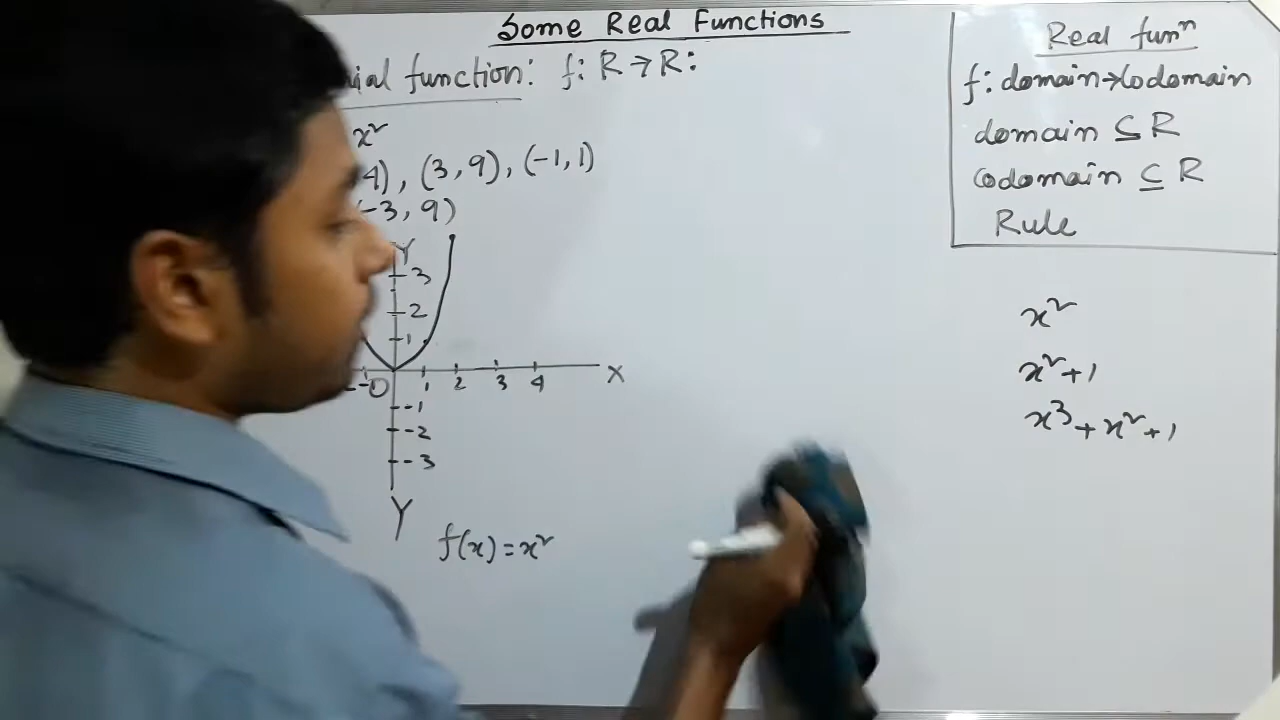 Some Real Functions
ial function: f: R→R:
x²
4), (3, 9), (-1, 1)
-3, 9)
Y
3
2
1
-1 O 1 2 3 4 X
-1
-2
-3
Y
f(x)=x²
Real funⁿ
f: domain→Codomain
domain ⊆ R
Codomain ⊆ R
Rule
x²
x²+1
x³+x²+1